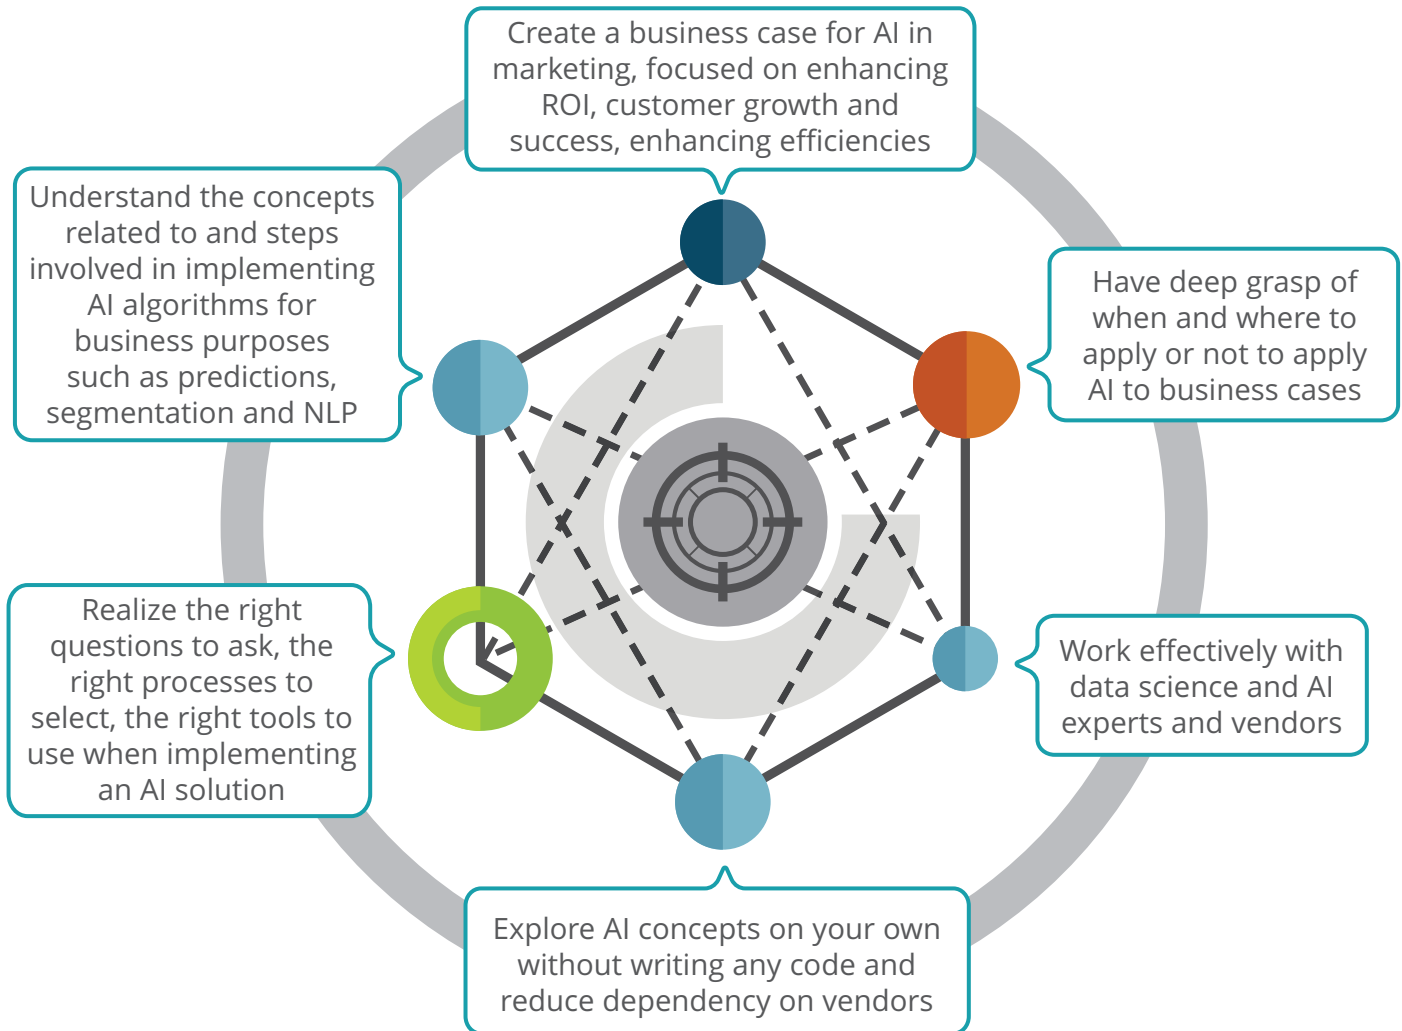 Create a business case for AI in
marketing, focused on enhancing
ROI, customer growth and
success, enhancing efficiencies
Understand the concepts
related to and steps
involved in implementing
AI algorithms for
business purposes
such as predictions,
segmentation and NLP
Have deep grasp of
when and where to
apply or not to apply
AI to business cases
Realize the right
questions to ask, the
right processes to
select, the right tools to
use when implementing
an AI solution
Work effectively with
data science and AI
experts and vendors
Explore AI concepts on your own
without writing any code and
reduce dependency on vendors